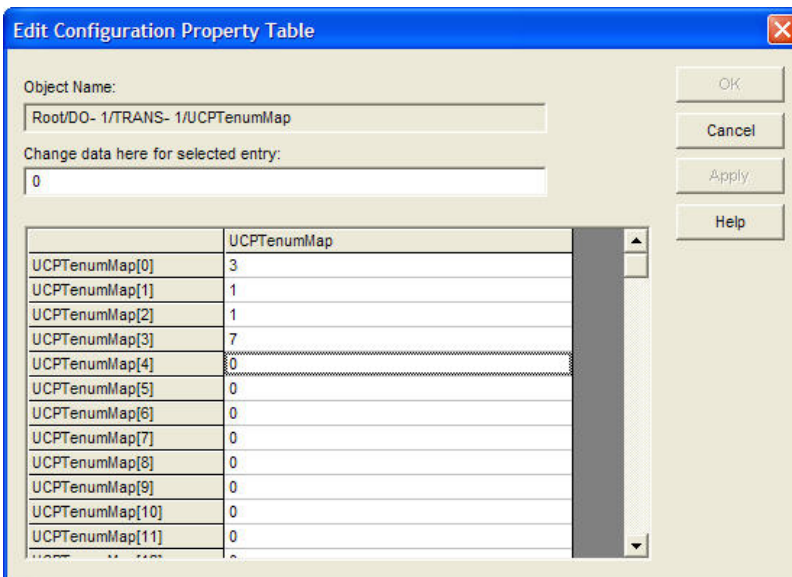 Edit Configuration Property Table
Object Name:
OK
Root/DO- 1/TRANS- 1/UCPTenumMap
Cancel
Change data here for selected entry:
0
Apply
Help
UCPTenumMap
UCPTenumMap[0] 3
UCPTenumMap[1] 1
UCPTenumMap[2] 1
UCPTenumMap[3] 7
UCPTenumMap[4] 0
UCPTenumMap[5] 0
UCPTenumMap[6] 0
UCPTenumMap[7] 0
UCPTenumMap[8] 0
UCPTenumMap[9] 0
UCPTenumMap[10] 0
UCPTenumMap[11] 0